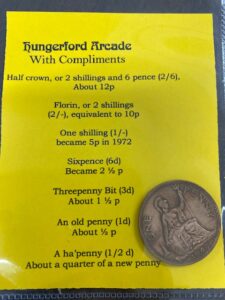 Hungerford Arcade
With Compliments
Half crown, or 2 shillings and 6 pence (2/6),
About 12p
Florin, or 2 shillings
(2/-), equivalent to 10p
One shilling (1/-)
became 5p in 1972
Sixpence (6d)
Became 2 ½ p
Threepenny Bit (3d)
About 1 ½ p
An old penny (1d)
About ½ p
A ha'penny (1/2 d)
About a quarter of a new penny
ONE PENNY